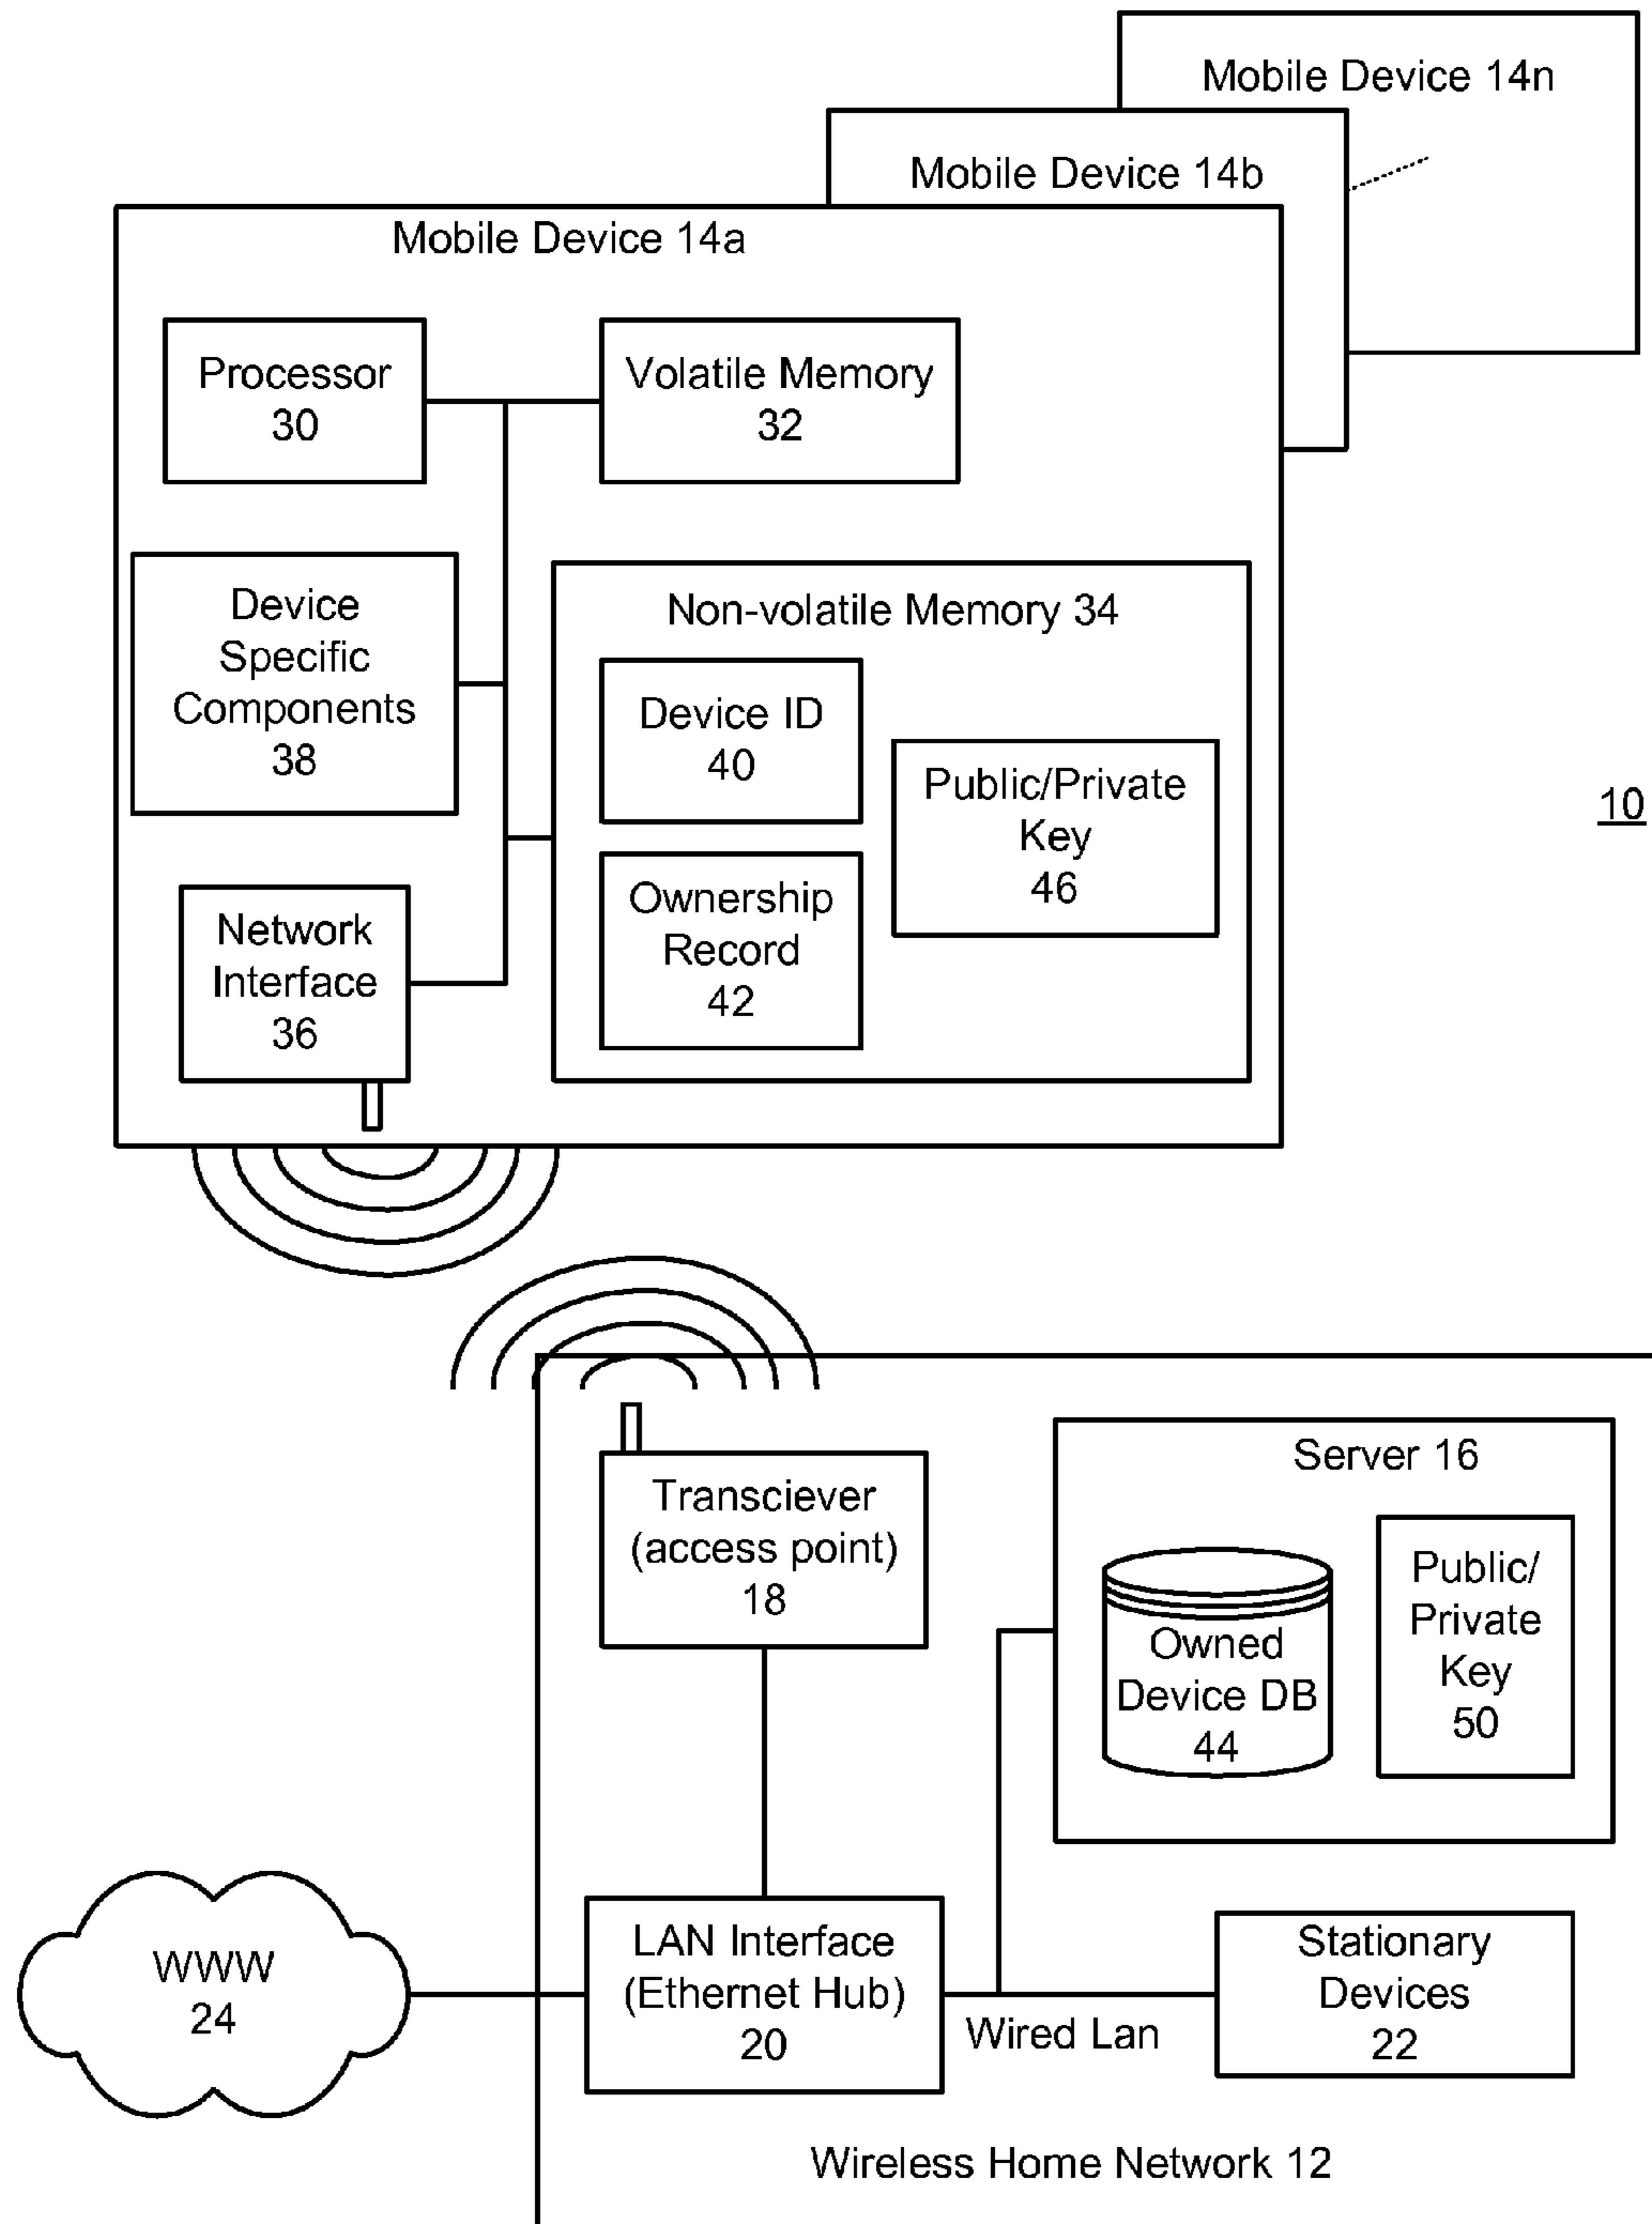 Mobile Device 14n
Mobile Device 14b
Mobile Device 14a
Processor
30
Volatile Memory
32
Device
Specific
Components
38
Non-volatile Memory 34
Device ID
40
Public/Private
Key
46
10
Ownership
Record
42
Network
Interface
36
Transciever
(access point)
18
Server 16
Owned
Device DB
44
Public/
Private
Key
50
WWW
24
LAN Interface
(Ethernet Hub)
20
Wired Lan
Stationary
Devices
22
Wireless Home Network 12